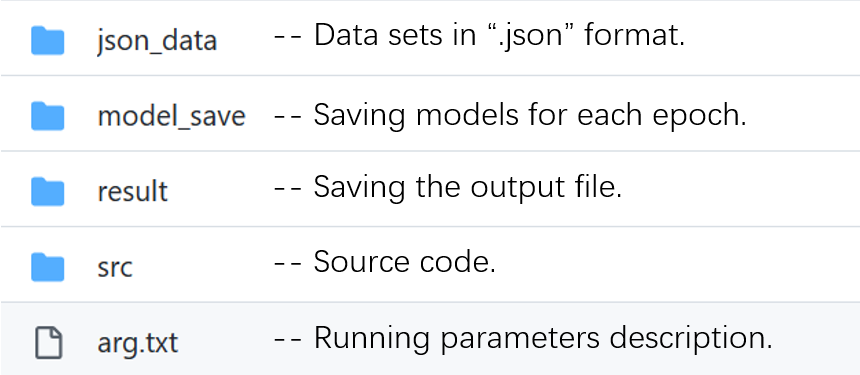 json_data -- Data sets in “.json” format.
model_save -- Saving models for each epoch.
result -- Saving the output file.
src -- Source code.
arg.txt -- Running parameters description.